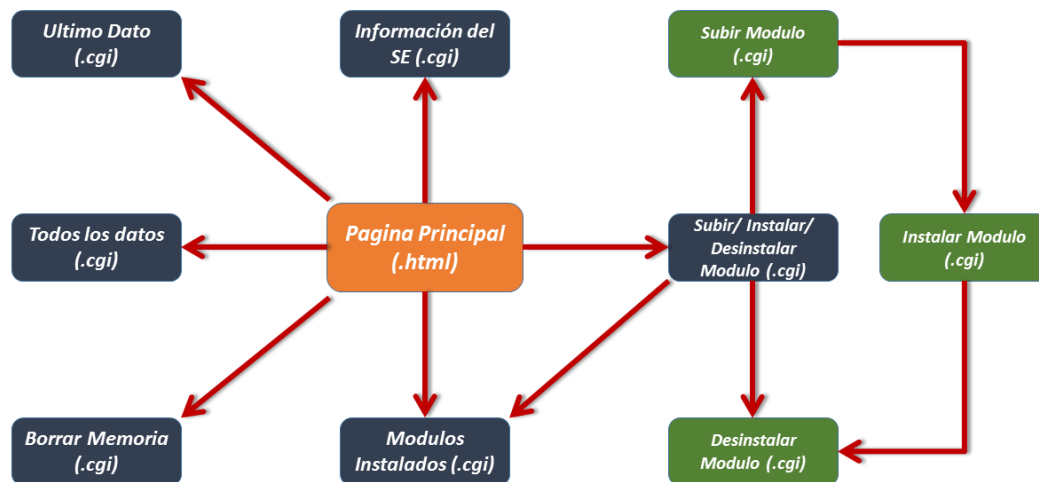 Ultimo Dato
(.cgi)
Información del
SE (.cgi)
Subir Modulo
(.cgi)
Todos los datos
(.cgi)
Pagina Principal
(.html)
Subir/ Instalar/
Desinstalar
Modulo (.cgi)
Instalar Modulo
(.cgi)
Borrar Memoria
(.cgi)
Modulos
Instalados (.cgi)
Desinstalar
Modulo (.cgi)